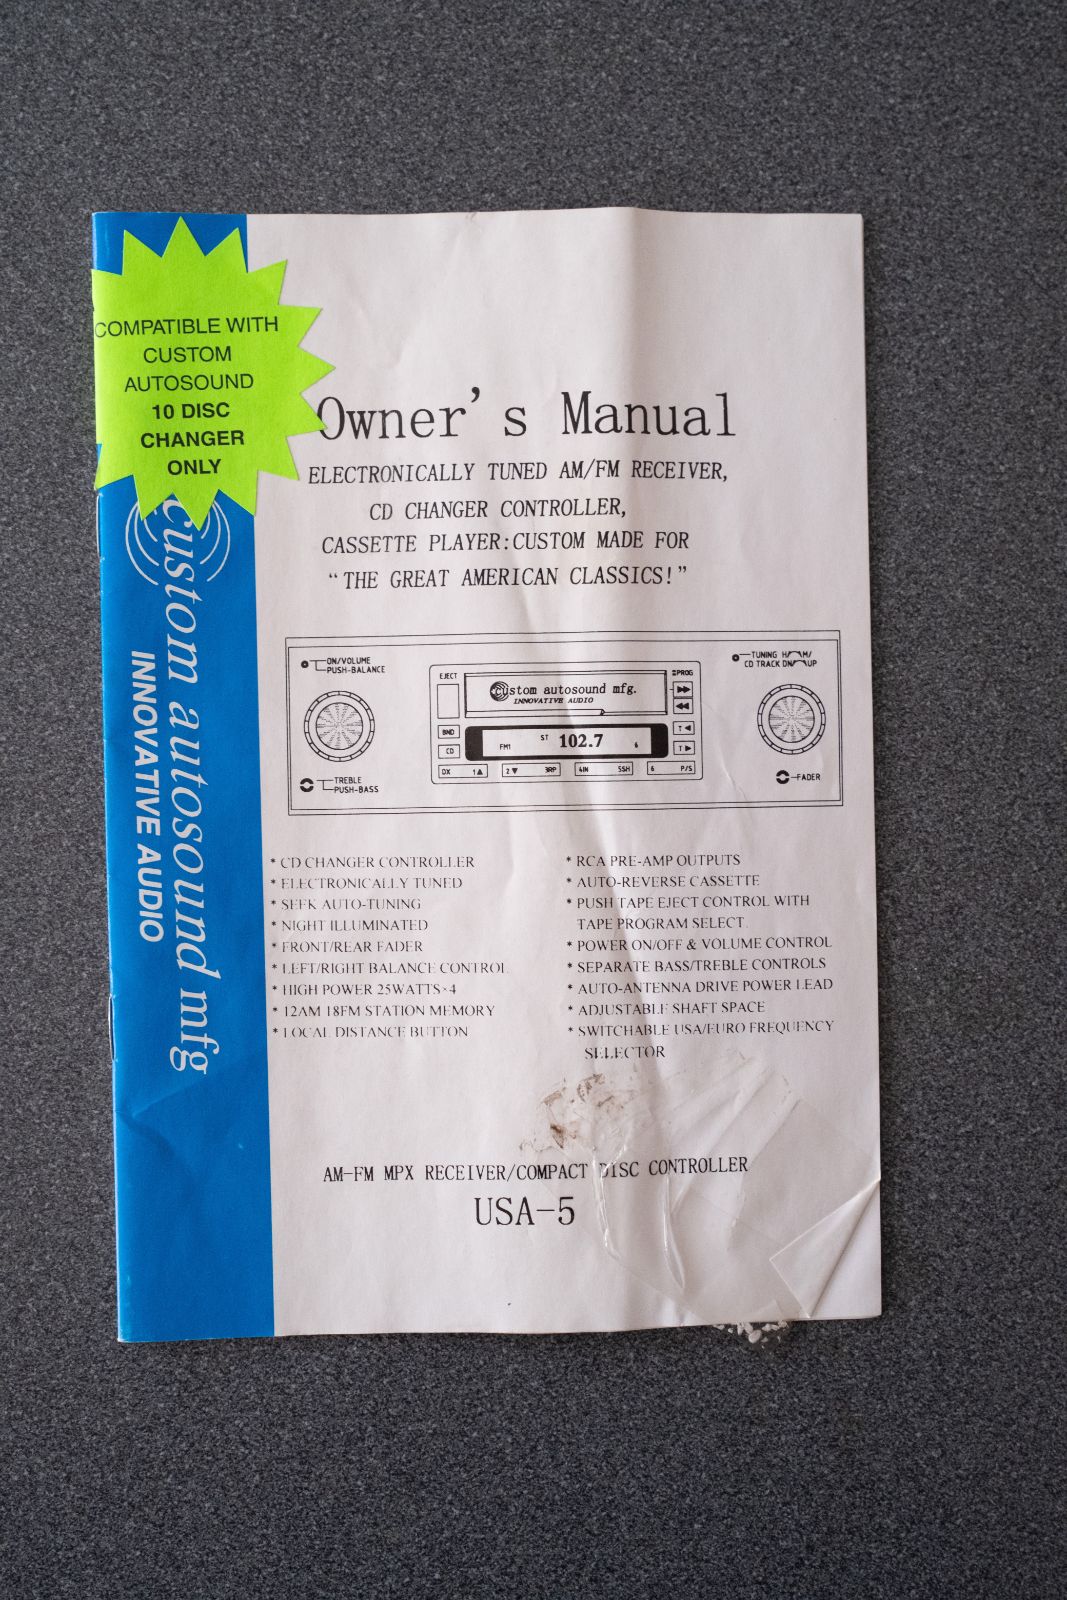 COMPATIBLE WITH
CUSTOM
AUTOSOUND
10 DISC
CHANGER
ONLY
custom autosound mfg
INNOVATIVE AUDIO
Owner's Manual
ELECTRONICALLY TUNED AM/FM RECEIVER,
CD CHANGER CONTROLLER,
CASSETTE PLAYER:CUSTOM MADE FOR
“THE GREAT AMERICAN CLASSICS!”
ON/VOLUME
PUSH-BALANCE
TREBLE
PUSH-BASS
EJECT
custom autosound mfg.
INNOVATIVE AUDIO
PROG
BND
CD
FM1
ST
102.7
6
T ◀
T ▶
DX 1▲
2▼ 3RP
4IN 5SH
6 P/S
TUNING
CD TRACK DN UP
FADER
* CD CHANGER CONTROLLER
* ELECTRONICALLY TUNED
* SEEK AUTO-TUNING
* NIGHT ILLUMINATED
* FRONT/REAR FADER
* LEFT/RIGHT BALANCE CONTROL
* HIGH POWER 25WATTS×4
* 12AM 18FM STATION MEMORY
* LOCAL DISTANCE BUTTON
* RCA PRE-AMP OUTPUTS
* AUTO-REVERSE CASSETTE
* PUSH TAPE EJECT CONTROL WITH
TAPE PROGRAM SELECT.
* POWER ON/OFF & VOLUME CONTROL
* SEPARATE BASS/TREBLE CONTROLS
* AUTO-ANTENNA DRIVE POWER LEAD
* ADJUSTABLE SHAFT SPACE
* SWITCHABLE USA/EURO FREQUENCY
SELECTOR
AM-FM MPX RECEIVER/COMPACT DISC CONTROLLER
USA-5